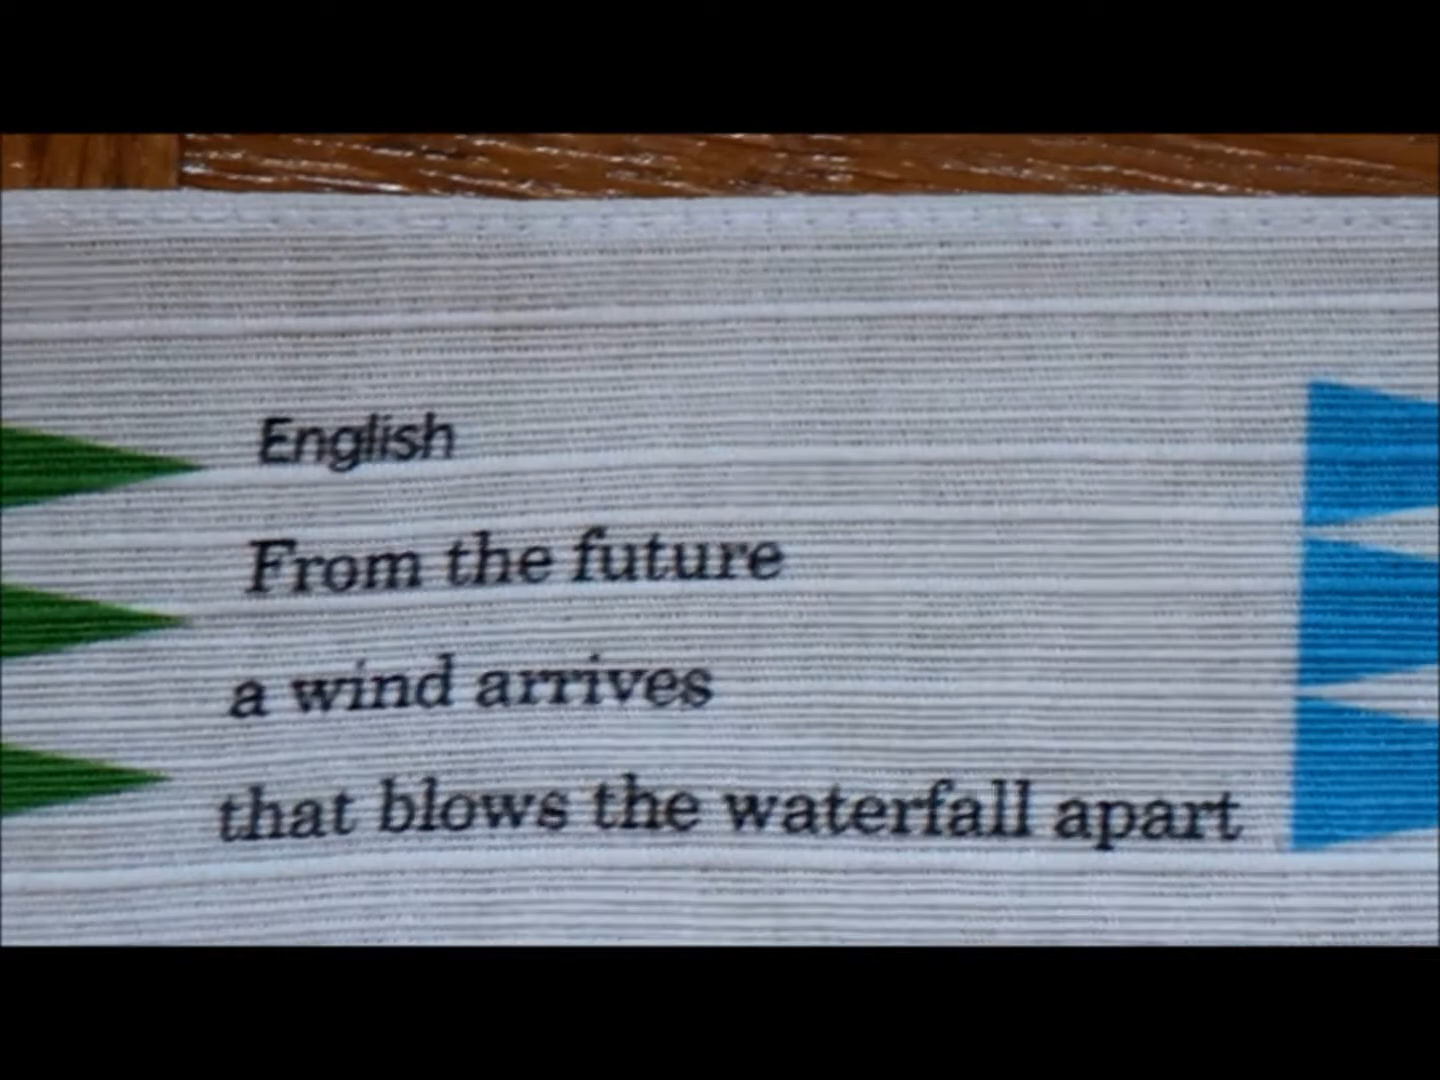 English
From the future
a wind arrives
that blows the waterfall apart